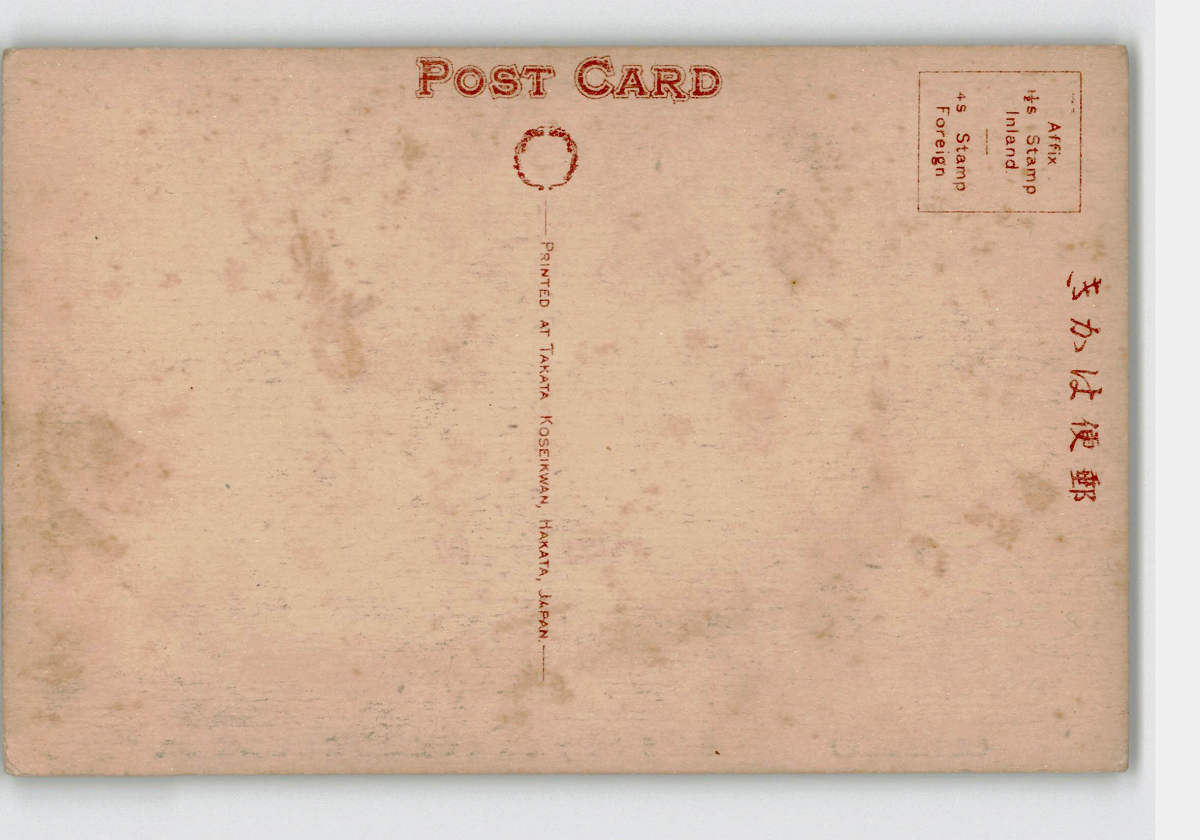 POST CARD
Affix
1½s Stamp
Inland.
4s Stamp
Foreign
PRINTED AT TAKATA KOSEIKWAN, HAKATA, JAPAN.
きかは便郵